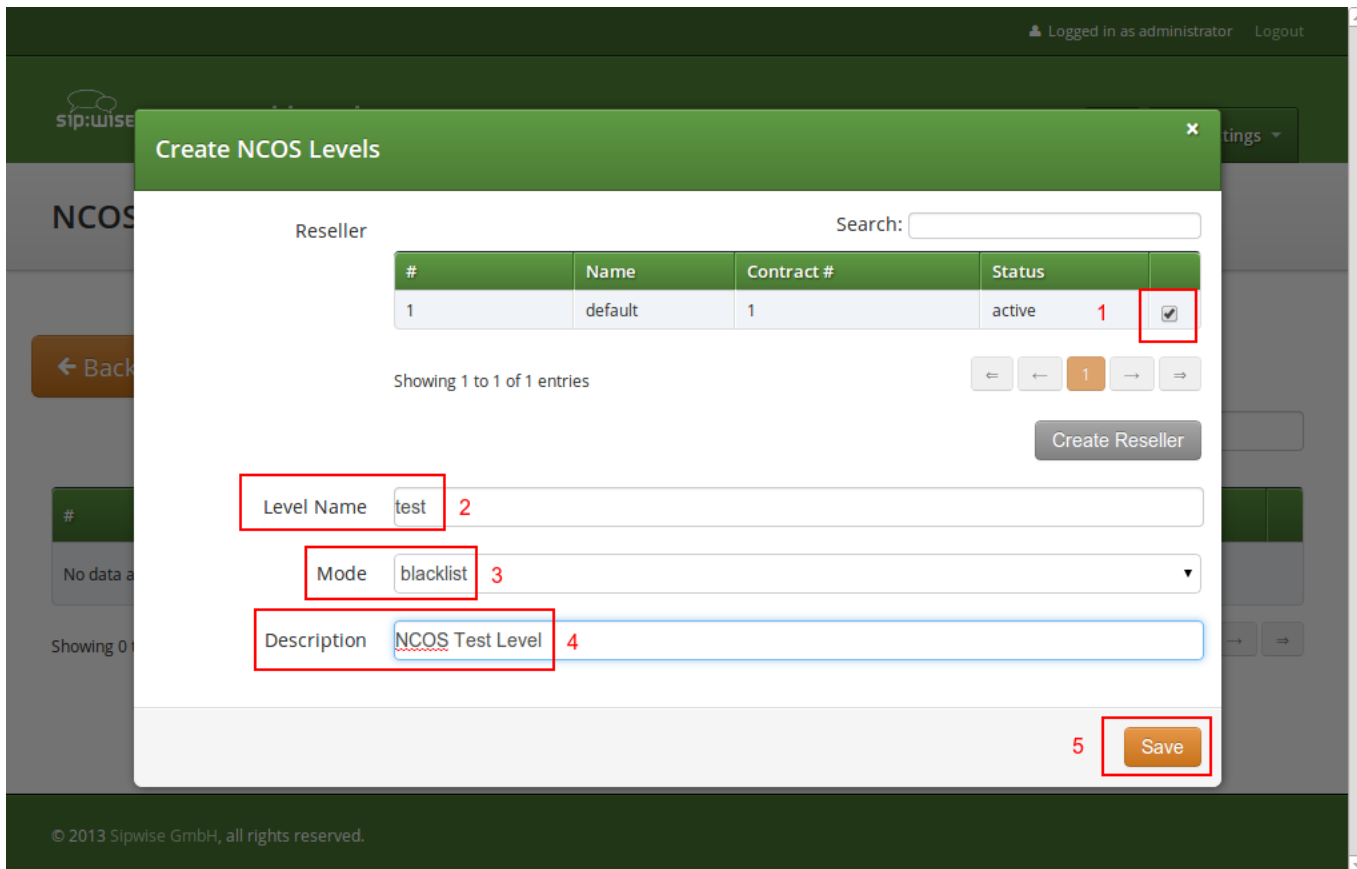 Logged in as administrator Logout
sip:wise
Create NCOS Levels ×
tings
NCOS
Reseller
Search:
# Name Contract # Status
1 default 1 active 1
← Back
Showing 1 to 1 of 1 entries
⇐ ← 1 → ⇒
Create Reseller
Level Name test 2
#
Mode blacklist 3
No data a
Description NCOS Test Level 4
Showing 0 t
→ ⇒
5 Save
© 2013 Sipwise GmbH, all rights reserved.